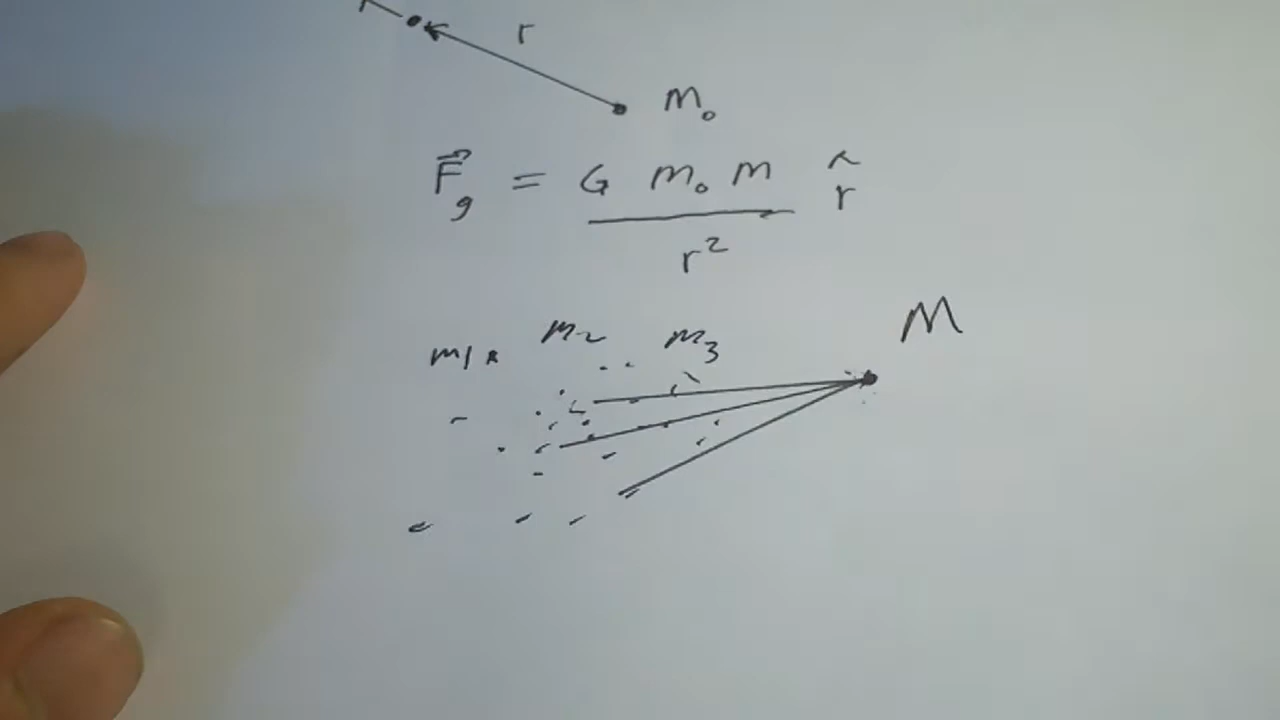 r
m₀
F⃗g = G m₀ m / r² r̂
m1 m2 m3 M